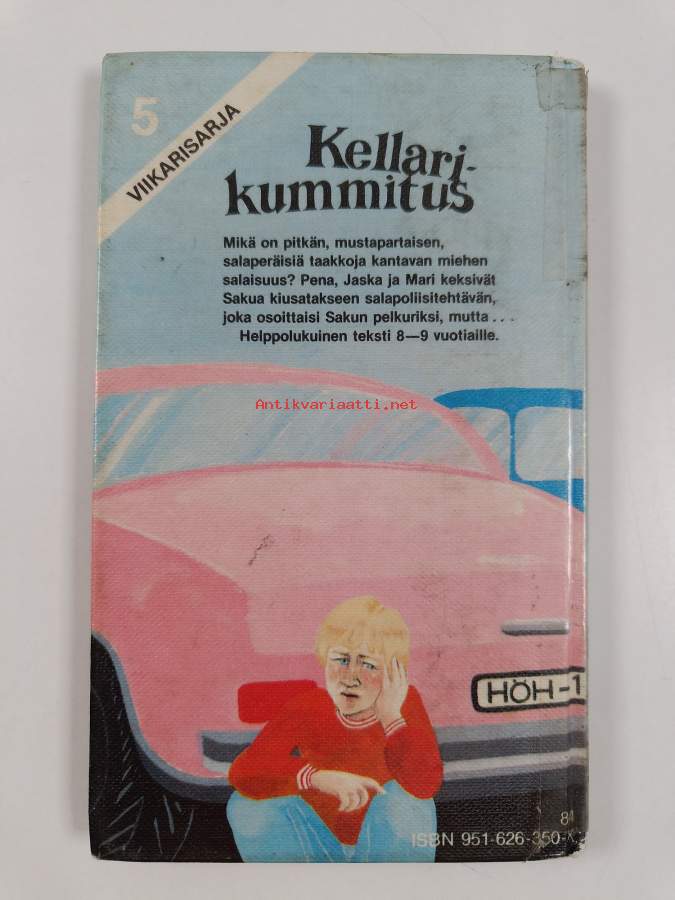 5
VIIKARISARJA
Kellari-
kummitus
Mikä on pitkän, mustapartaisen,
salaperäisiä taakkoja kantavan miehen
salaisuus? Pena, Jaska ja Mari keksivät
Sakua kiusatakseen salapoliisitehtävän,
joka osoittaisi Sakun pelkuriksi, mutta...
Helppolukuinen teksti 8—9 vuotiaille.
Antikvariaatti.net
HÖH-1
ISBN 951-626-350-X